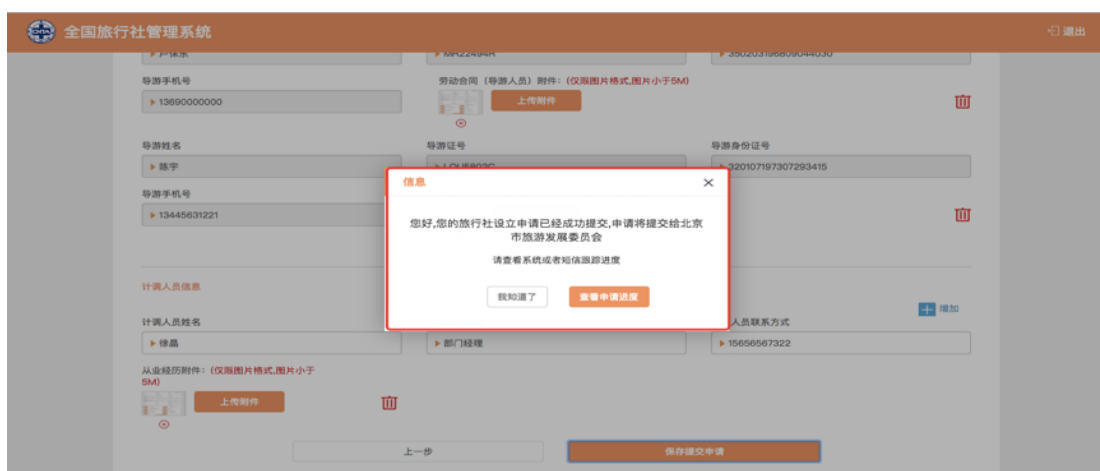 CNTA 全国旅行社管理系统 退出
350203196809044030
导游手机号 劳动合同（导游人员）附件：(仅限图片格式,图片小于5M)
13690000000 上传附件
导游姓名 导游证号 导游身份证号
陈宇 320107197307293415
信息
导游手机号
13445631221
您好,您的旅行社设立申请已经成功提交,申请将提交给北京
市旅游发展委员会
请查看系统或者短信跟踪进度
计调人员信息
我知道了 查看申请进度
增加
计调人员姓名 人员联系方式
徐晶 部门经理 15656567322
从业经历附件：(仅限图片格式,图片小于
5M)
上传附件
上一步 保存提交申请